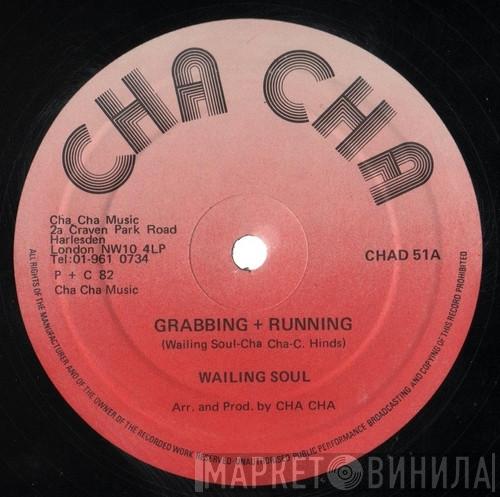 CHA CHA
Cha Cha Music
2a Craven Park Road
Harlesden
London NW10 4LP
Tel:01-961 0734
P + C 82
Cha Cha Music
CHAD 51A
GRABBING + RUNNING
(Wailing Soul-Cha Cha-C. Hinds)
WAILING SOUL
Arr. and Prod. by CHA CHA
ALL RIGHTS OF THE MANUFACTURER AND OF THE OWNER OF THE RECORDED WORK RESERVED-UNAUTHORISED PUBLIC PERFORMANCE BROADCASTING AND COPYING OF THIS RECORD PROHIBITED
МАРКЕТ ВИНИЛА